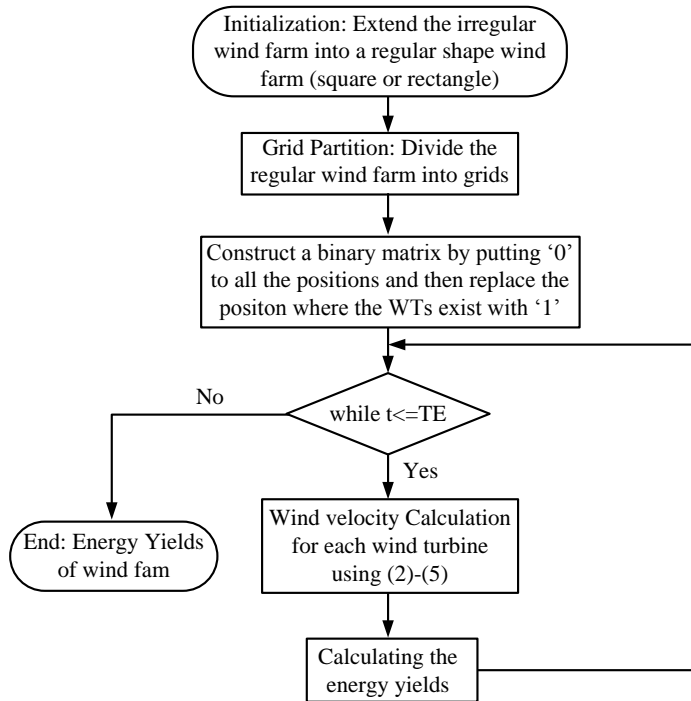 Initialization: Extend the irregular
wind farm into a regular shape wind
farm (square or rectangle)
Grid Partition: Divide the
regular wind farm into grids
Construct a binary matrix by putting ‘0’
to all the positions and then replace the
positon where the WTs exist with ‘1’
No
while t<=TE
Yes
End: Energy Yields
of wind fam
Wind velocity Calculation
for each wind turbine
using (2)-(5)
Calculating the
energy yields